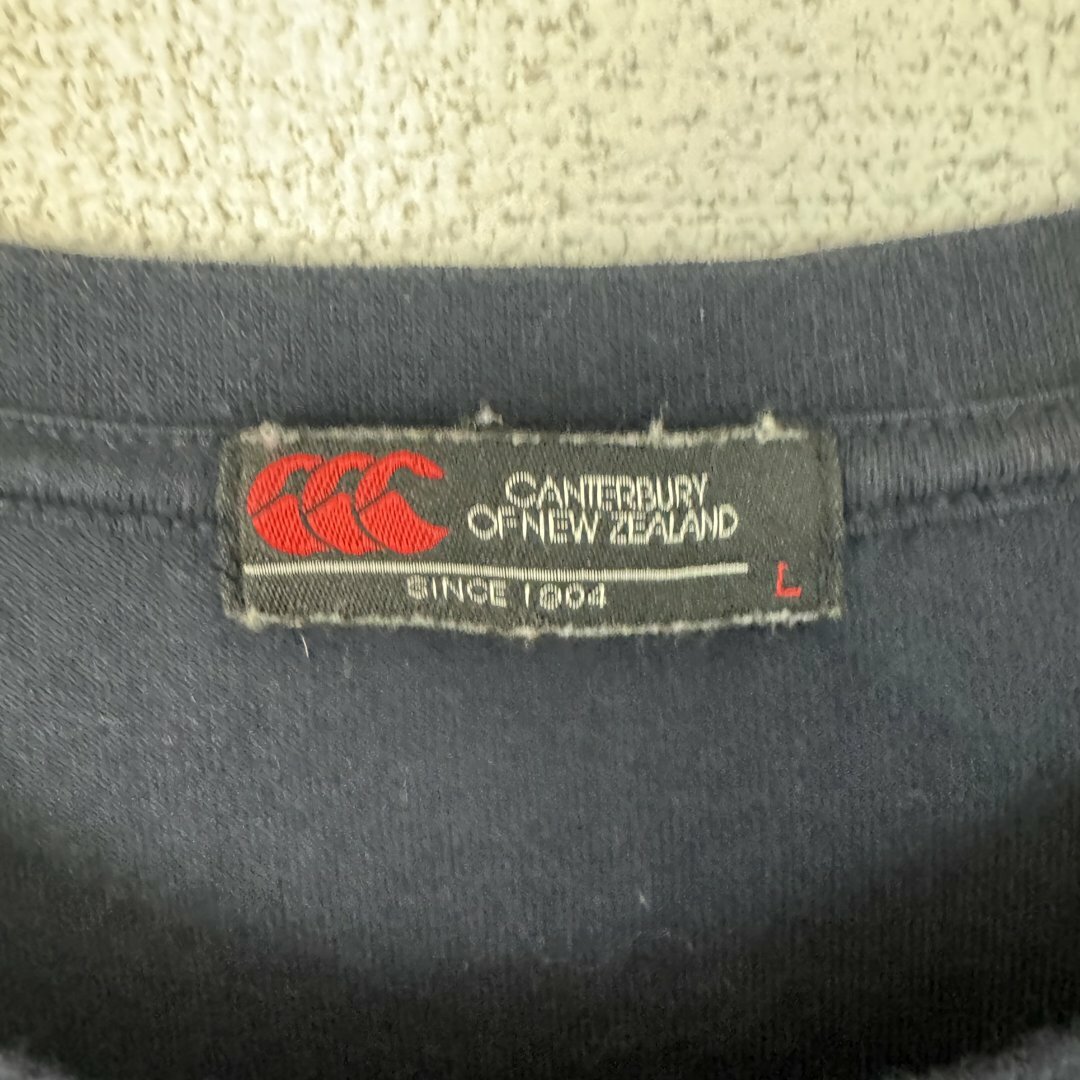 CANTERBURY
OF NEW ZEALAND
SINCE 1904
L